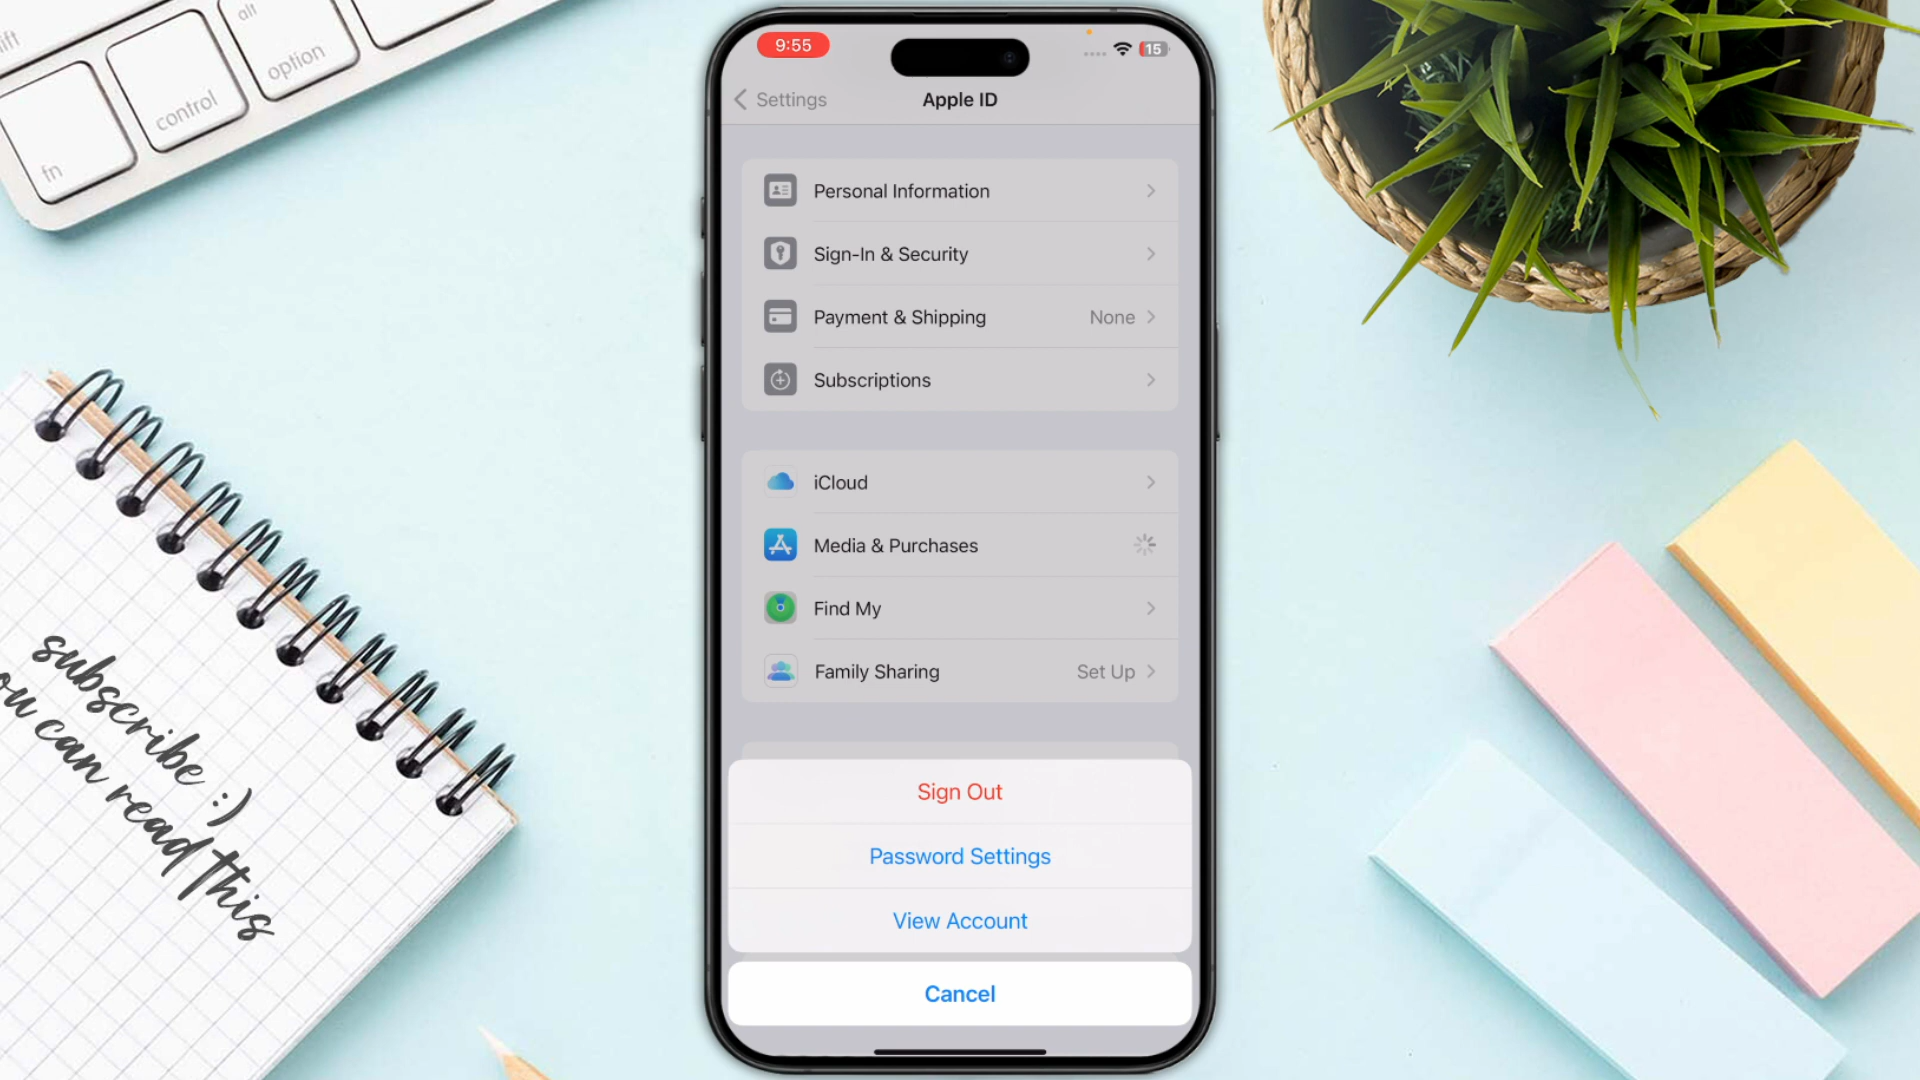 alt
option
control
fn
9:55
15
Settings
Apple ID
Personal Information
Sign-In & Security
Payment & Shipping None
Subscriptions
iCloud
Media & Purchases
Find My
Family Sharing Set Up
Sign Out
Password Settings
View Account
Cancel
subscribe :)
can read this